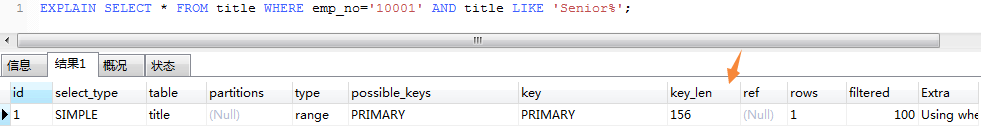 1 EXPLAIN SELECT * FROM title WHERE emp_no='10001' AND title LIKE 'Senior%';
信息 结果1 概况 状态
id select_type table partitions type possible_keys key key_len ref rows filtered Extra
1 SIMPLE title (Null) range PRIMARY PRIMARY 156 (Null) 1 100 Using whe